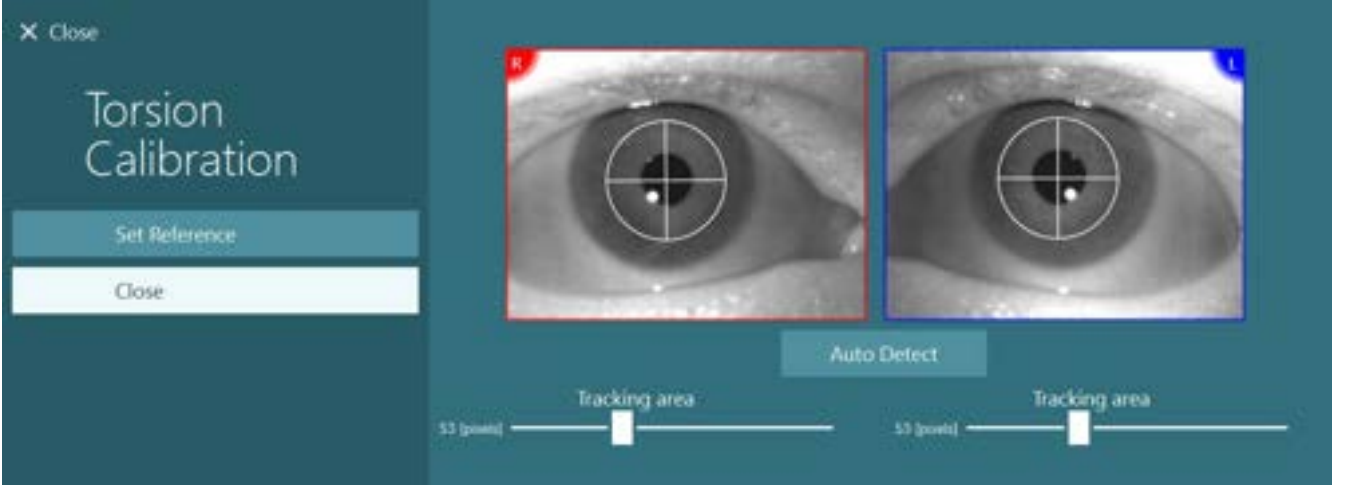 ✕ Close
Torsion
Calibration
Set Reference
Close
R
L
Auto Detect
Tracking area
53 [pixels]
Tracking area
53 [pixels]